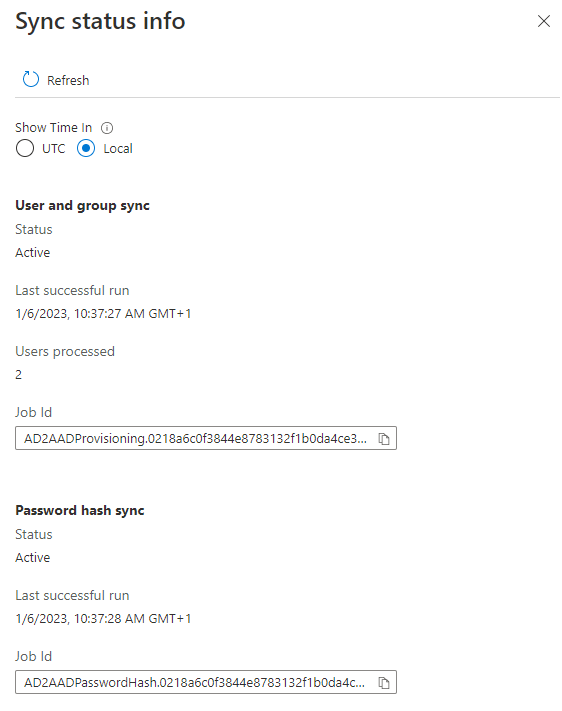 Sync status info
Refresh
Show Time In
UTC Local
User and group sync
Status
Active
Last successful run
1/6/2023, 10:37:27 AM GMT+1
Users processed
2
Job Id
AD2AADProvisioning.0218a6c0f3844e8783132f1b0da4ce3...
Password hash sync
Status
Active
Last successful run
1/6/2023, 10:37:28 AM GMT+1
Job Id
AD2AADPasswordHash.0218a6c0f3844e8783132f1b0da4c...